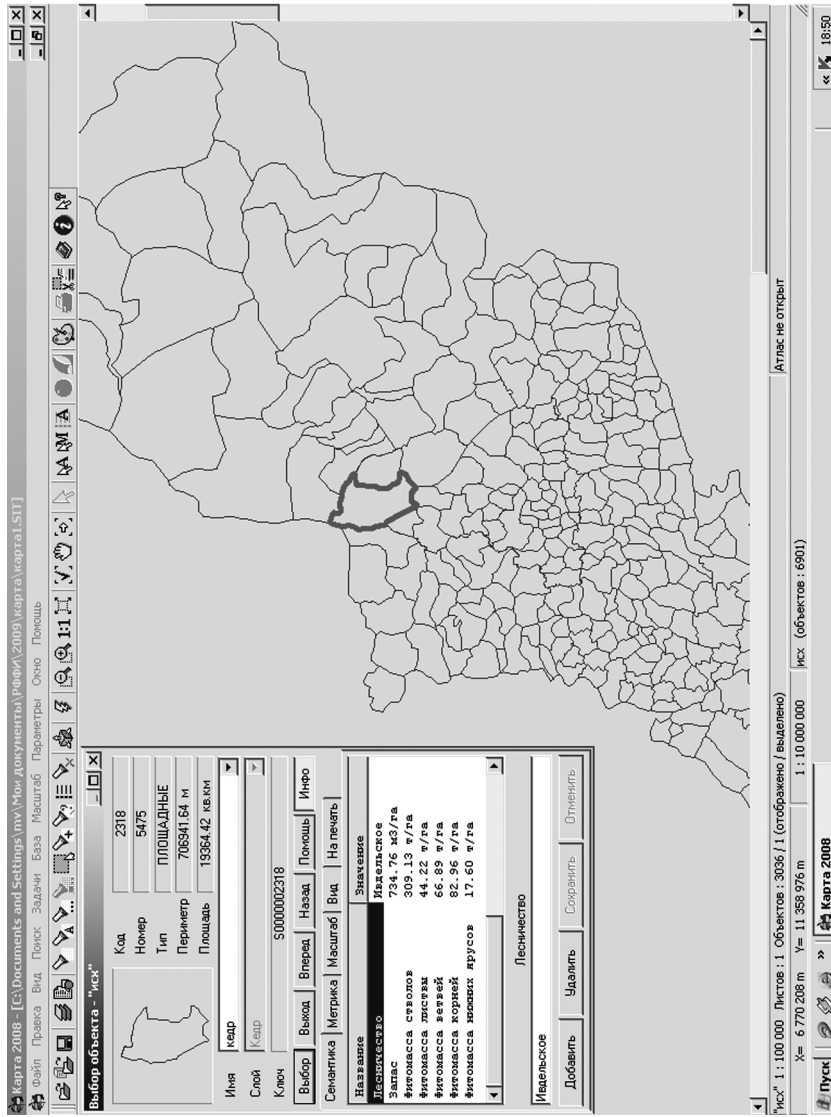 Карта 2008 - [C:\Documents and Settings\mv\Мои документы\РФФИ\2009\карта\карта1.SIT]
Файл Правка Вид Поиск Задачи База Масштаб Параметры Окно Помощь
1:1
Выбор объекта - "исх"
Код 2318
Номер 5475
Тип ПЛОЩАДНЫЕ
Периметр 706941.64 м
Площадь 19364.42 кв.км
Имя кедр
Слой Кедр
Ключ S0000002318
Выбор Выход Вперед Назад Помощь Инфо
Семантика Метрика Масштаб Вид На печать
Название Значение
Лесничество Ивдельское
Запас 734.76 м3/га
Фитомасса стволов 309.13 т/га
Фитомасса листвы 44.22 т/га
Фитомасса ветвей 66.89 т/га
Фитомасса корней 82.96 т/га
Фитомасса нижних ярусов 17.60 т/га
Лесничество
Ивдельское
Добавить Удалить Сохранить Отменить
"исх" 1 : 100 000 Листов : 1 Объектов : 3036 / 1 (отображено / выделено) Атлас не открыт
X= 6 770 208 m Y= 11 358 976 m 1 : 10 000 000 исх (объектов : 6901)
Пуск » Карта 2008 « 18:50